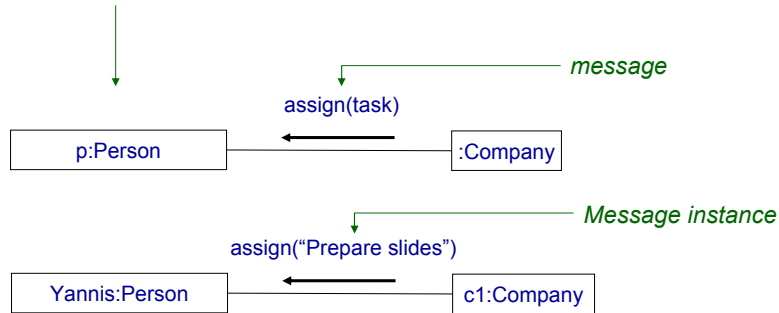 message
assign(task)
p:Person
:Company
Message instance
assign(“Prepare slides”)
Yannis:Person
c1:Company